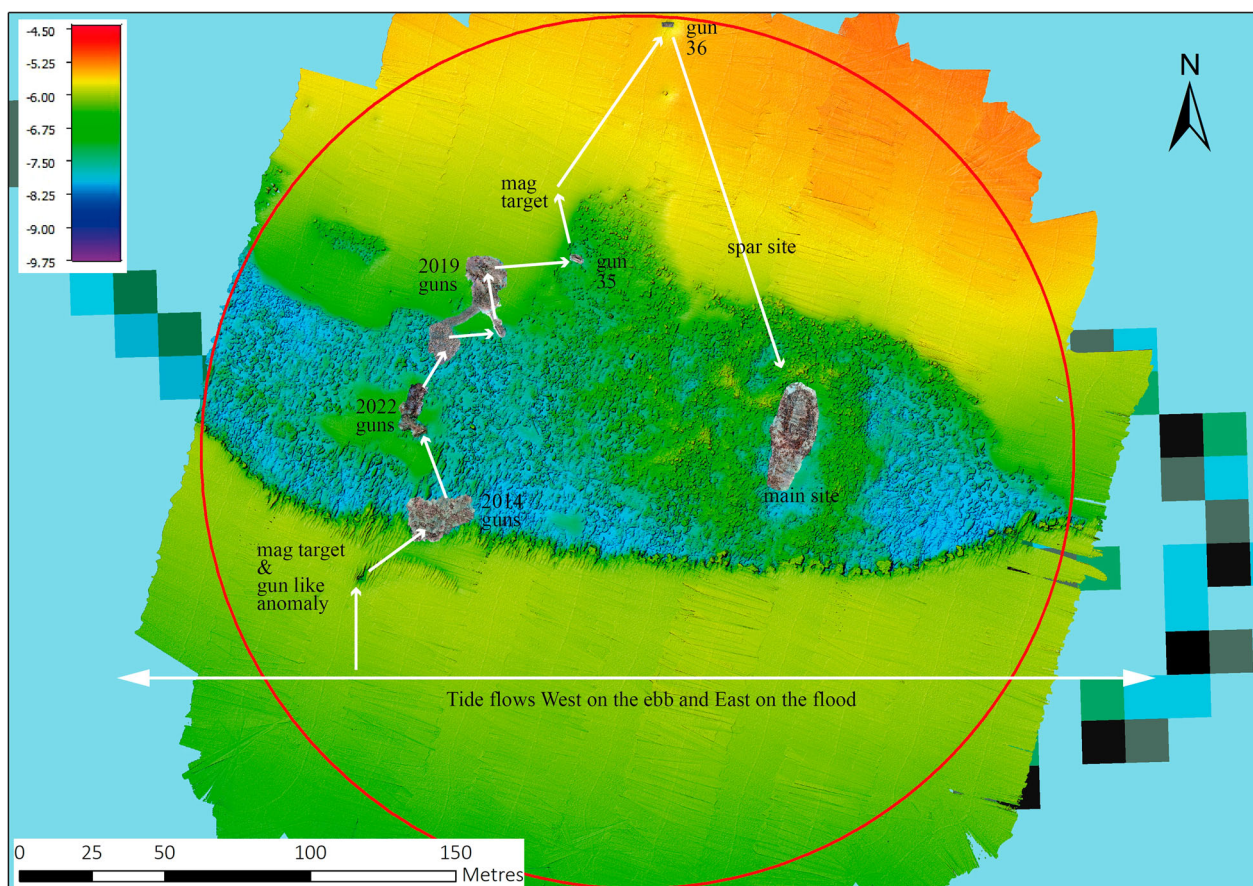 -4.50
-5.25
-6.00
-6.75
-7.50
-8.25
-9.00
-9.75
gun
36
N
mag
target
spar site
2019
guns
gun
35
2022
guns
main site
2014
guns
mag target
&
gun like
anomaly
Tide flows West on the ebb and East on the flood
0 25 50 100 150
Metres